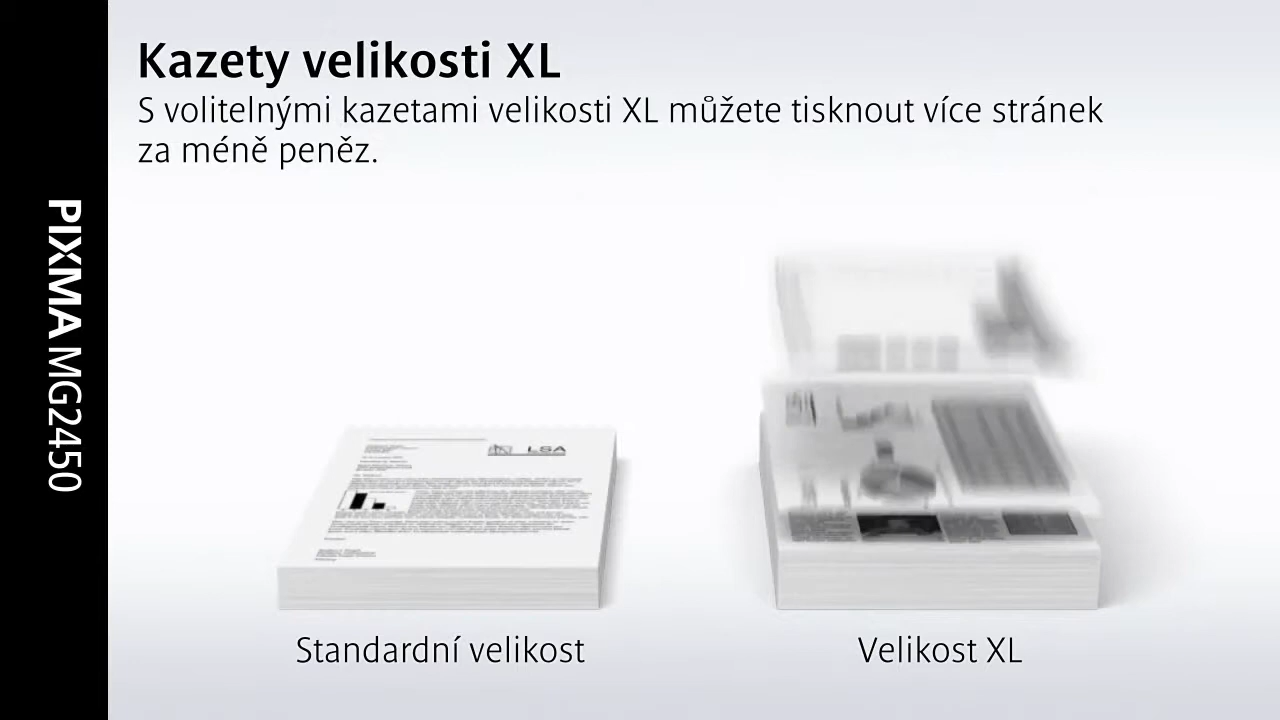 Kazety velikosti XL
S volitelnými kazetami velikosti XL můžete tisknout více stránek
za méně peněz.
PIXMA MG2450
LSA
Standardní velikost
Velikost XL